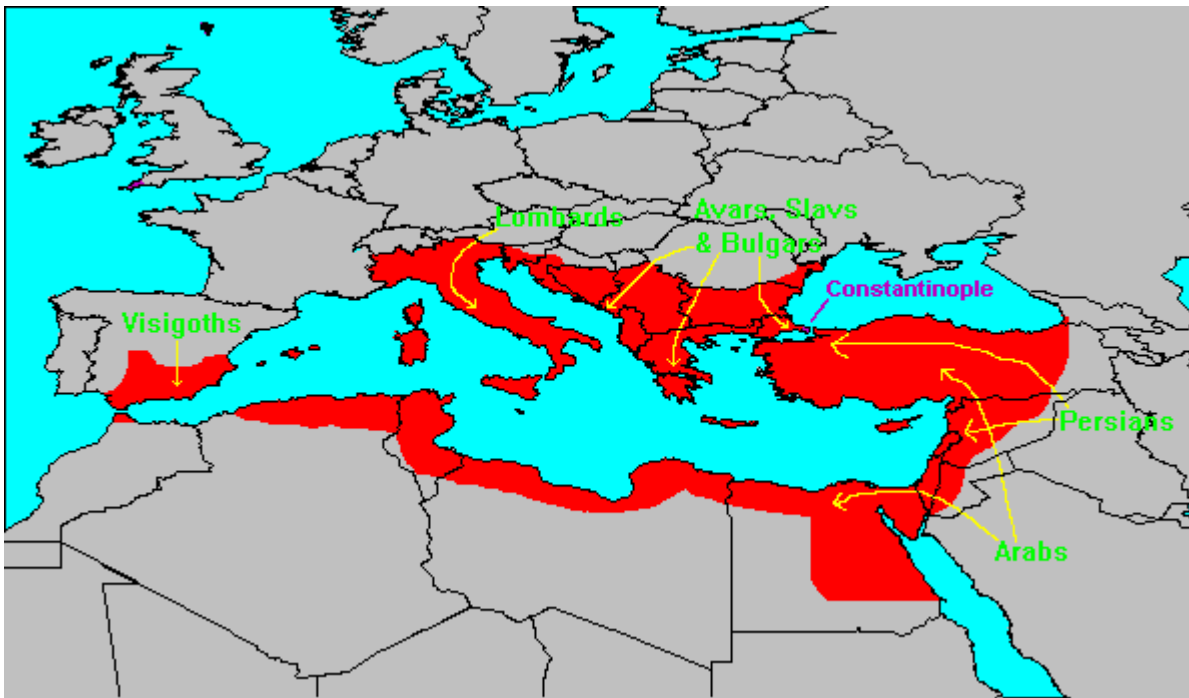 Lombards
Avars, Slavs
& Bulgars
Constantinople
Visigoths
Persians
Arabs